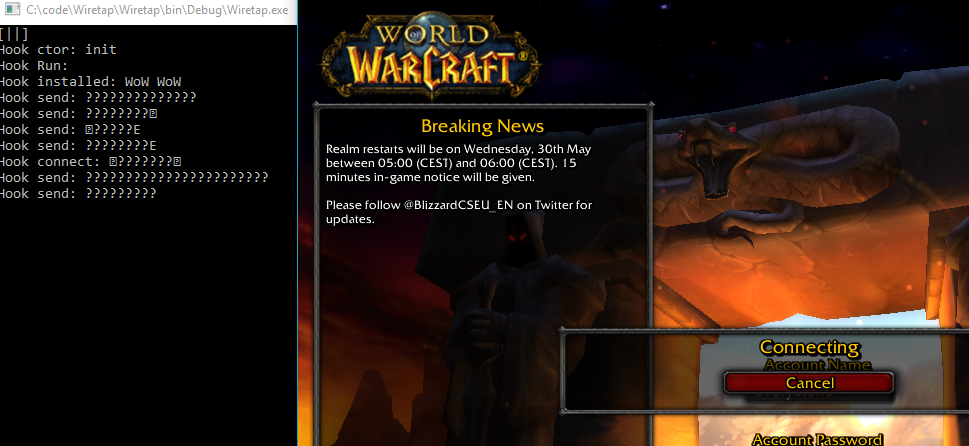 C:\code\Wiretap\Wiretap\bin\Debug\Wiretap.exe
[||]
Hook ctor: init
Hook Run:
Hook installed: WoW WoW
Hook send: ??????????????
Hook send: ????????⍰
Hook send: ⍰?????E
Hook send: ????????E
Hook connect: ⍰???????⍰
Hook send: ???????????????????????
Hook send: ?????????
WORLD
OF
WARCRAFT®
Breaking News
Realm restarts will be on Wednesday, 30th May
between 05:00 (CEST) and 06:00 (CEST). 15
minutes in-game notice will be given.
Please follow @BlizzardCSEU_EN on Twitter for
updates.
Connecting
Account Name
Cancel
Account Password